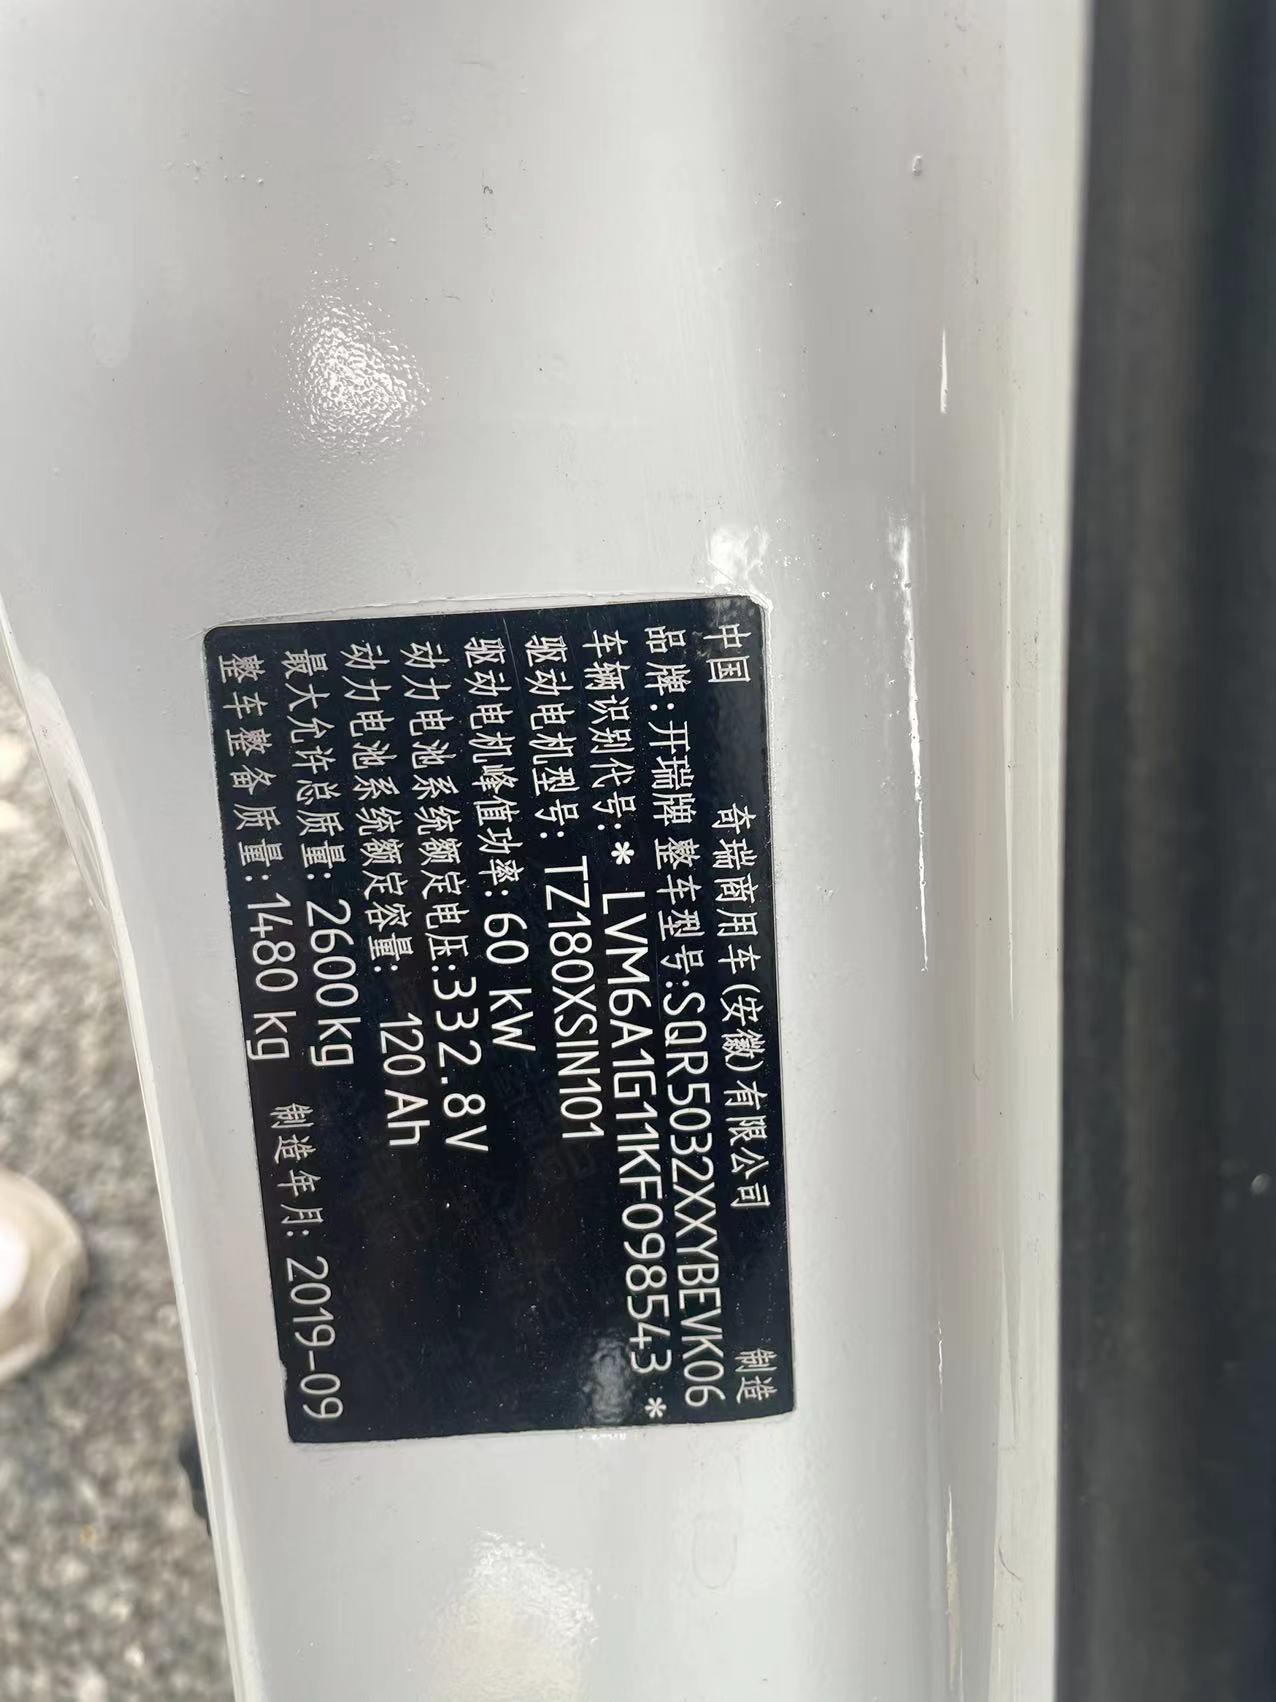 中国 奇瑞商用车(安徽)有限公司 制造
品牌:开瑞牌 整车型号:SQR5032XXYBEVK06
车辆识别代号:* LVM6A1G11KF098543 *
驱动电机型号: TZ180XSIN101
驱动电机峰值功率: 60 kW
动力电池系统额定电压:332.8V
动力电池系统额定容量: 120 Ah
最大允许总质量: 2600kg
整车整备质量: 1480 kg 制造年月: 2019-09